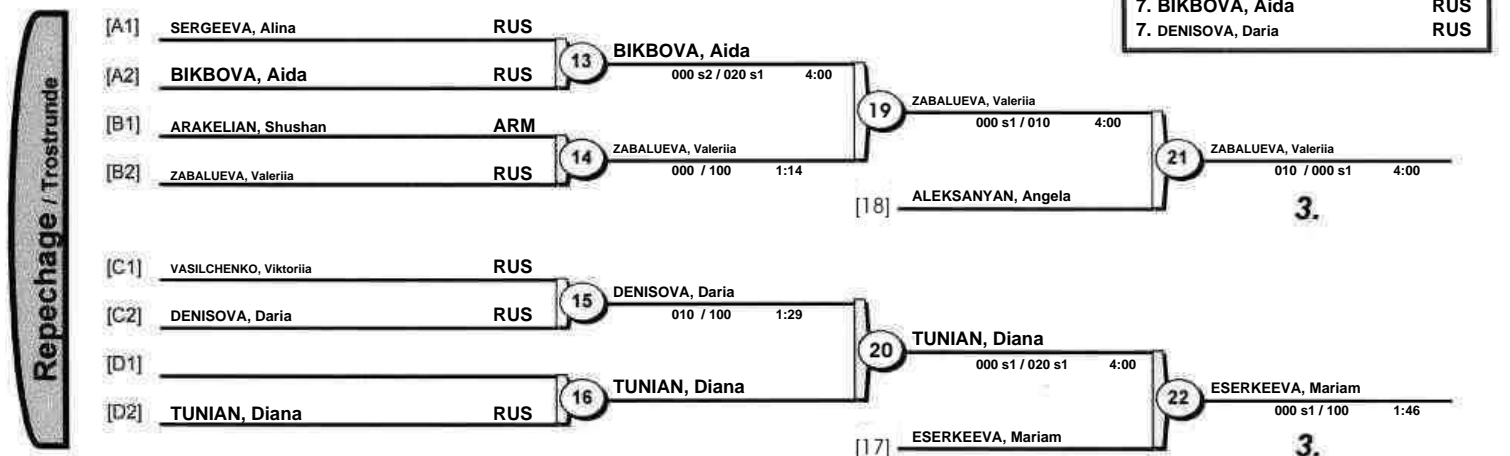 7. BIKBOVA, Aida RUS
7. DENISOVA, Daria RUS
Repechage / Trostrunde
[A1] SERGEEVA, Alina RUS
13 BIKBOVA, Aida
000 s2 / 020 s1 4:00
[A2] BIKBOVA, Aida RUS
19 ZABALUEVA, Valeriia
000 s1 / 010 4:00
[B1] ARAKELIAN, Shushan ARM
14 ZABALUEVA, Valeriia
000 / 100 1:14
[B2] ZABALUEVA, Valeriia RUS
21 ZABALUEVA, Valeriia
010 / 000 s1 4:00
[18] ALEKSANYAN, Angela
3.
[C1] VASILCHENKO, Viktoriia RUS
15 DENISOVA, Daria
010 / 100 1:29
[C2] DENISOVA, Daria RUS
20 TUNIAN, Diana
000 s1 / 020 s1 4:00
[D1]
16 TUNIAN, Diana
[D2] TUNIAN, Diana RUS
22 ESERKEEVA, Mariam
000 s1 / 100 1:46
[17] ESERKEEVA, Mariam
3.